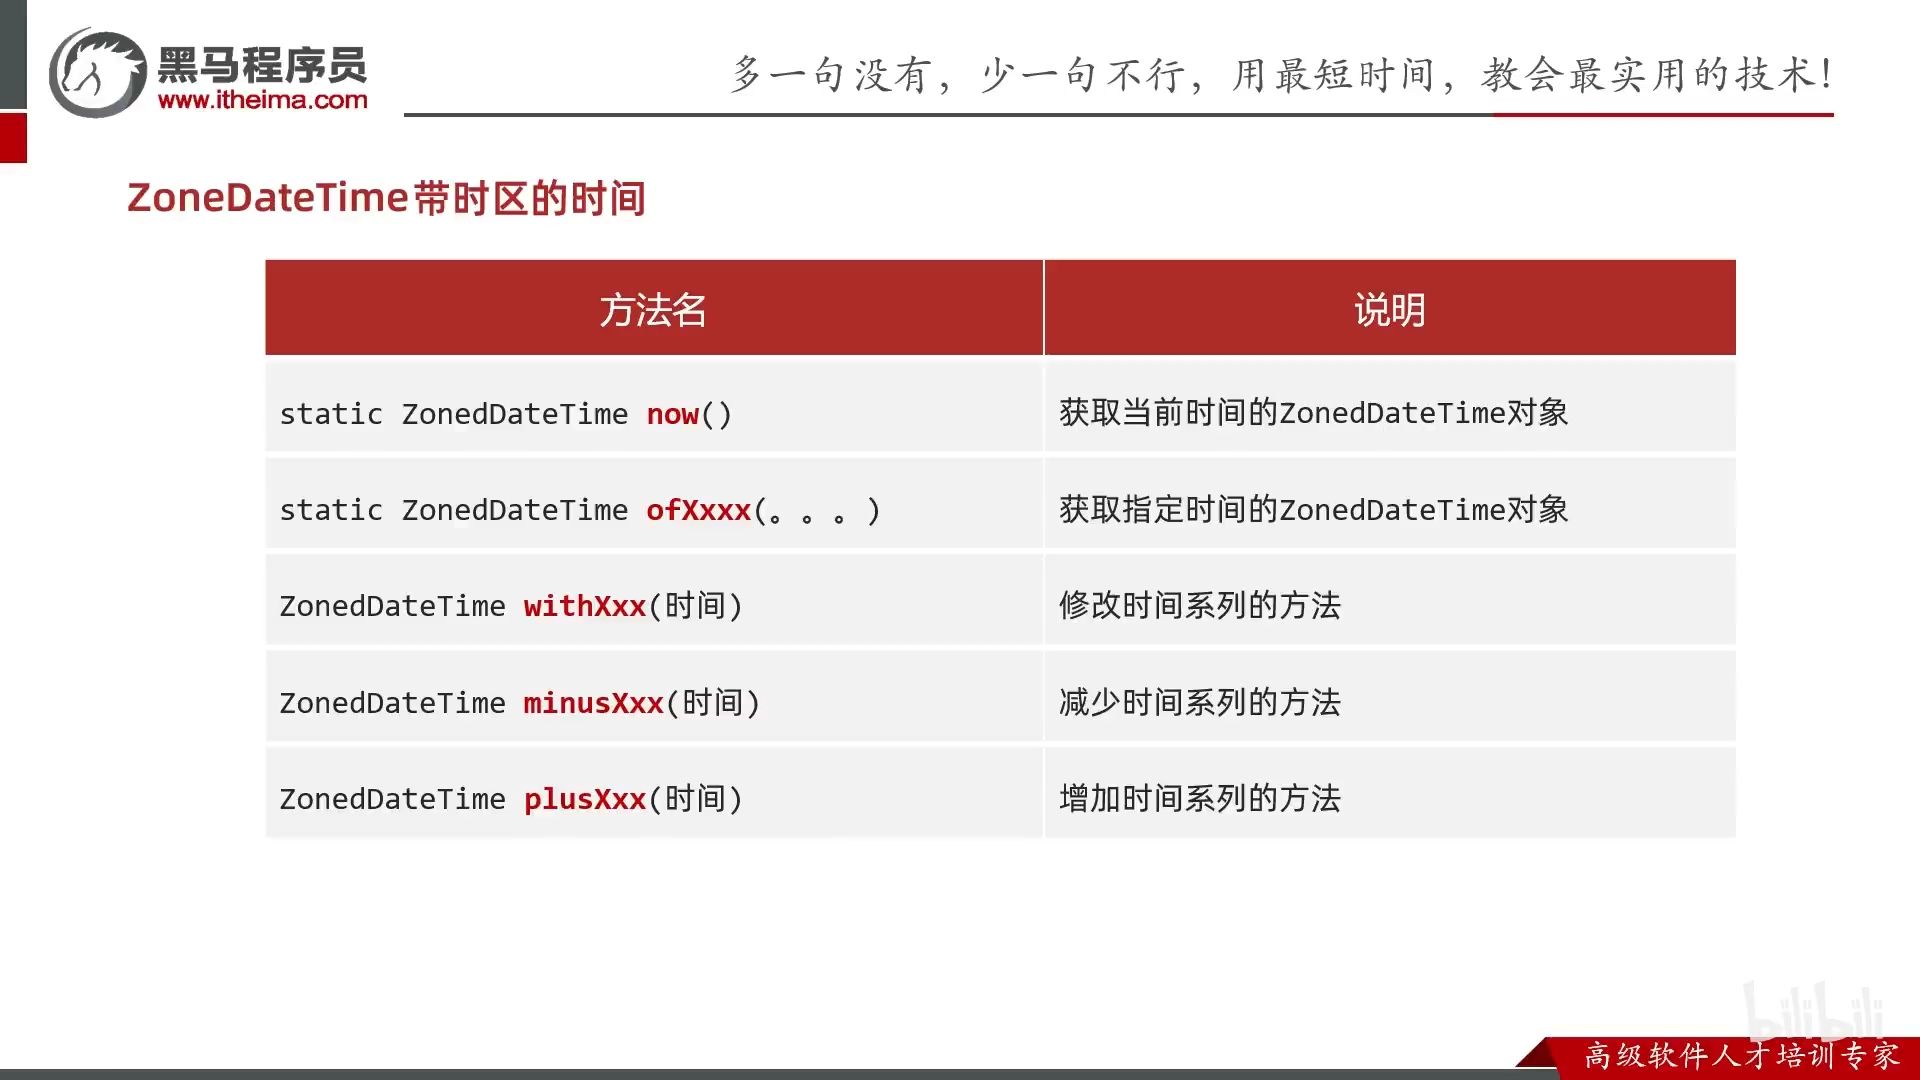 黑马程序员
www.itheima.com
多一句没有，少一句不行，用最短时间，教会最实用的技术！
ZoneDateTime带时区的时间
方法名 说明
static ZonedDateTime now() 获取当前时间的ZonedDateTime对象
static ZonedDateTime ofXxxx(。。。) 获取指定时间的ZonedDateTime对象
ZonedDateTime withXxx(时间) 修改时间系列的方法
ZonedDateTime minusXxx(时间) 减少时间系列的方法
ZonedDateTime plusXxx(时间) 增加时间系列的方法
bilibili
高级软件人才培训专家